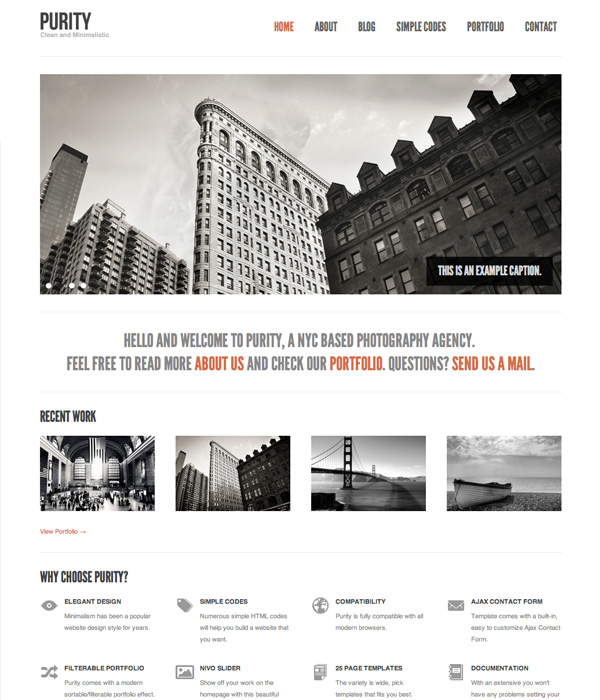 PURITY
Clean and Minimalistic
HOME ABOUT BLOG SIMPLE CODES PORTFOLIO CONTACT
THIS IS AN EXAMPLE CAPTION.
HELLO AND WELCOME TO PURITY, A NYC BASED PHOTOGRAPHY AGENCY.
FEEL FREE TO READ MORE ABOUT US AND CHECK OUR PORTFOLIO. QUESTIONS? SEND US A MAIL.
RECENT WORK
View Portfolio →
WHY CHOOSE PURITY?
ELEGANT DESIGN
Minimalism has been a popular
website design style for years.
SIMPLE CODES
Numerous simple HTML codes
will help you build a website that
you want.
COMPATIBILITY
Purity is fully compatible with all
modern browsers.
AJAX CONTACT FORM
Template comes with a built-in,
easy to customize Ajax Contact
Form.
FILTERABLE PORTFOLIO
Purity comes with a modern
sortable/filterable portfolio effect.
NIVO SLIDER
Show off your work on the
homepage with this beautiful
25 PAGE TEMPLATES
The variety is wide, pick
templates that fits you best.
DOCUMENTATION
With an extensive you won't
have any problems setting your